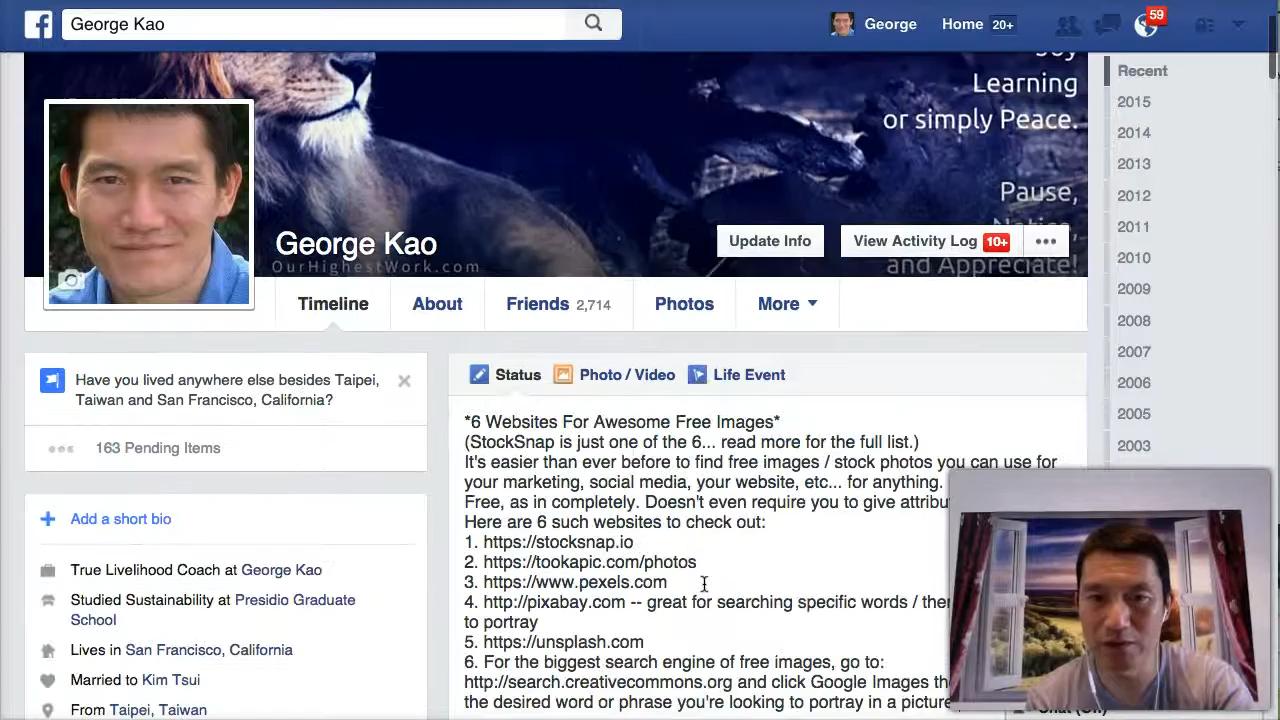 George Kao
George
Home 20+
59
Joy
Learning
or simply Peace.
Pause,
Notice,
and Appreciate!
George Kao
OurHighestWork.com
Update Info
View Activity Log 10+
Timeline
About
Friends 2,714
Photos
More
Recent
2015
2014
2013
2012
2011
2010
2009
2008
2007
2006
2005
2003
Have you lived anywhere else besides Taipei,
Taiwan and San Francisco, California?
163 Pending Items
Add a short bio
True Livelihood Coach at George Kao
Studied Sustainability at Presidio Graduate
School
Lives in San Francisco, California
Married to Kim Tsui
From Taipei, Taiwan
Status
Photo / Video
Life Event
*6 Websites For Awesome Free Images*
(StockSnap is just one of the 6... read more for the full list.)
It's easier than ever before to find free images / stock photos you can use for
your marketing, social media, your website, etc... for anything.
Free, as in completely. Doesn't even require you to give
Here are 6 such websites to check out:
1. https://stocksnap.io
2. https://tookapic.com/photos
3. https://www.pexels.com
4. http://pixabay.com -- great for searching specific words /
to portray
5. https://unsplash.com
6. For the biggest search engine of free images, go to:
http://search.creativecommons.org and click Google Images
the desired word or phrase you're looking to portray in a picture